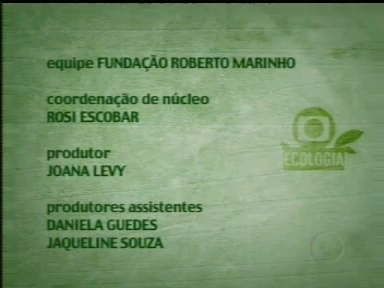 equipe FUNDAÇÃO ROBERTO MARINHO
coordenação de núcleo
ROSI ESCOBAR
produtor
JOANA LEVY
produtores assistentes
DANIELA GUEDES
JAQUELINE SOUZA
ECOLOGIA